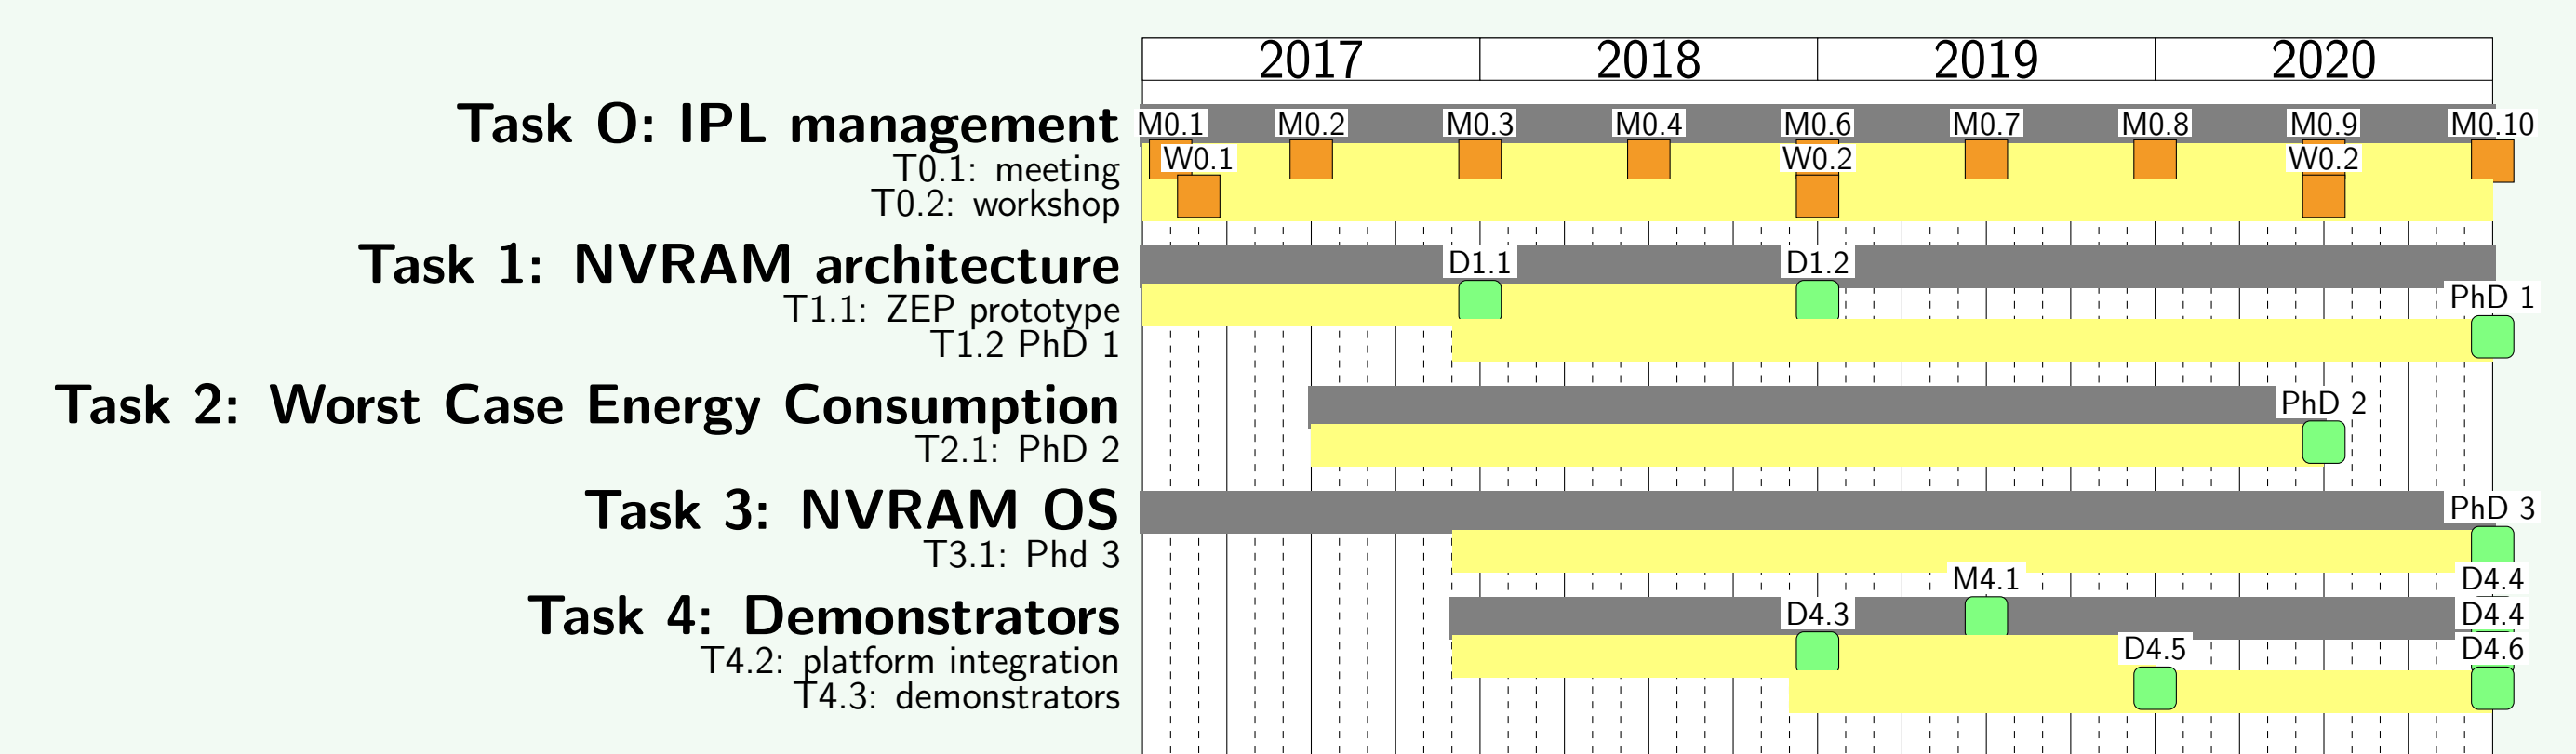 2017 2018 2019 2020
Task O: IPL management
M0.1 M0.2 M0.3 M0.4 M0.6 M0.7 M0.8 M0.9 M0.10
T0.1: meeting
W0.1 W0.2 W0.2
T0.2: workshop
Task 1: NVRAM architecture
D1.1 D1.2
T1.1: ZEP prototype
PhD 1
T1.2 PhD 1
Task 2: Worst Case Energy Consumption
PhD 2
T2.1: PhD 2
Task 3: NVRAM OS
PhD 3
T3.1: Phd 3
M4.1 D4.4
Task 4: Demonstrators
D4.3 D4.4
T4.2: platform integration
D4.5 D4.6
T4.3: demonstrators